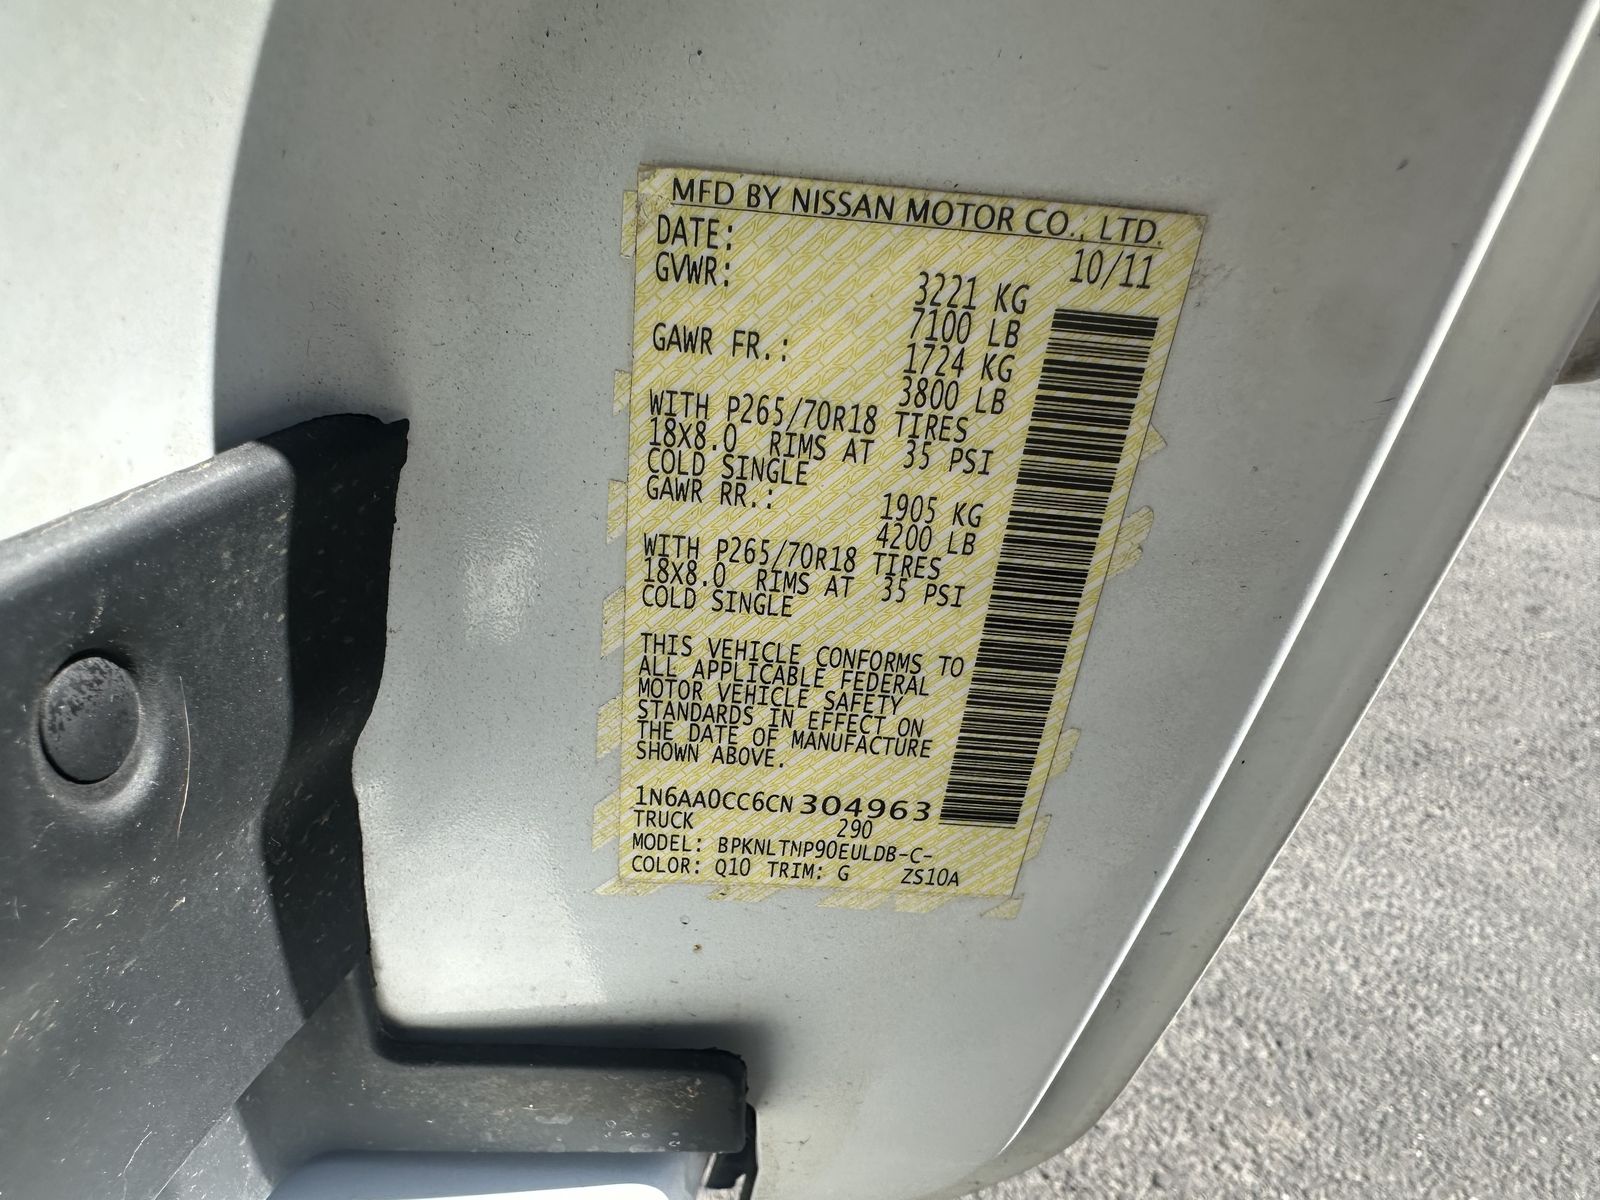 MFD BY NISSAN MOTOR CO., LTD.
DATE: 10/11
GVWR: 3221 KG
7100 LB
GAWR FR.: 1724 KG
3800 LB
WITH P265/70R18 TIRES
18X8.0 RIMS AT 35 PSI
COLD SINGLE
GAWR RR.: 1905 KG
4200 LB
WITH P265/70R18 TIRES
18X8.0 RIMS AT 35 PSI
COLD SINGLE
THIS VEHICLE CONFORMS TO
ALL APPLICABLE FEDERAL
MOTOR VEHICLE SAFETY
STANDARDS IN EFFECT ON
THE DATE OF MANUFACTURE
SHOWN ABOVE.
1N6AA0CC6CN304963
TRUCK 290
MODEL: BPKNLTNP90EULDB-C-
COLOR: Q10 TRIM: G ZS10A